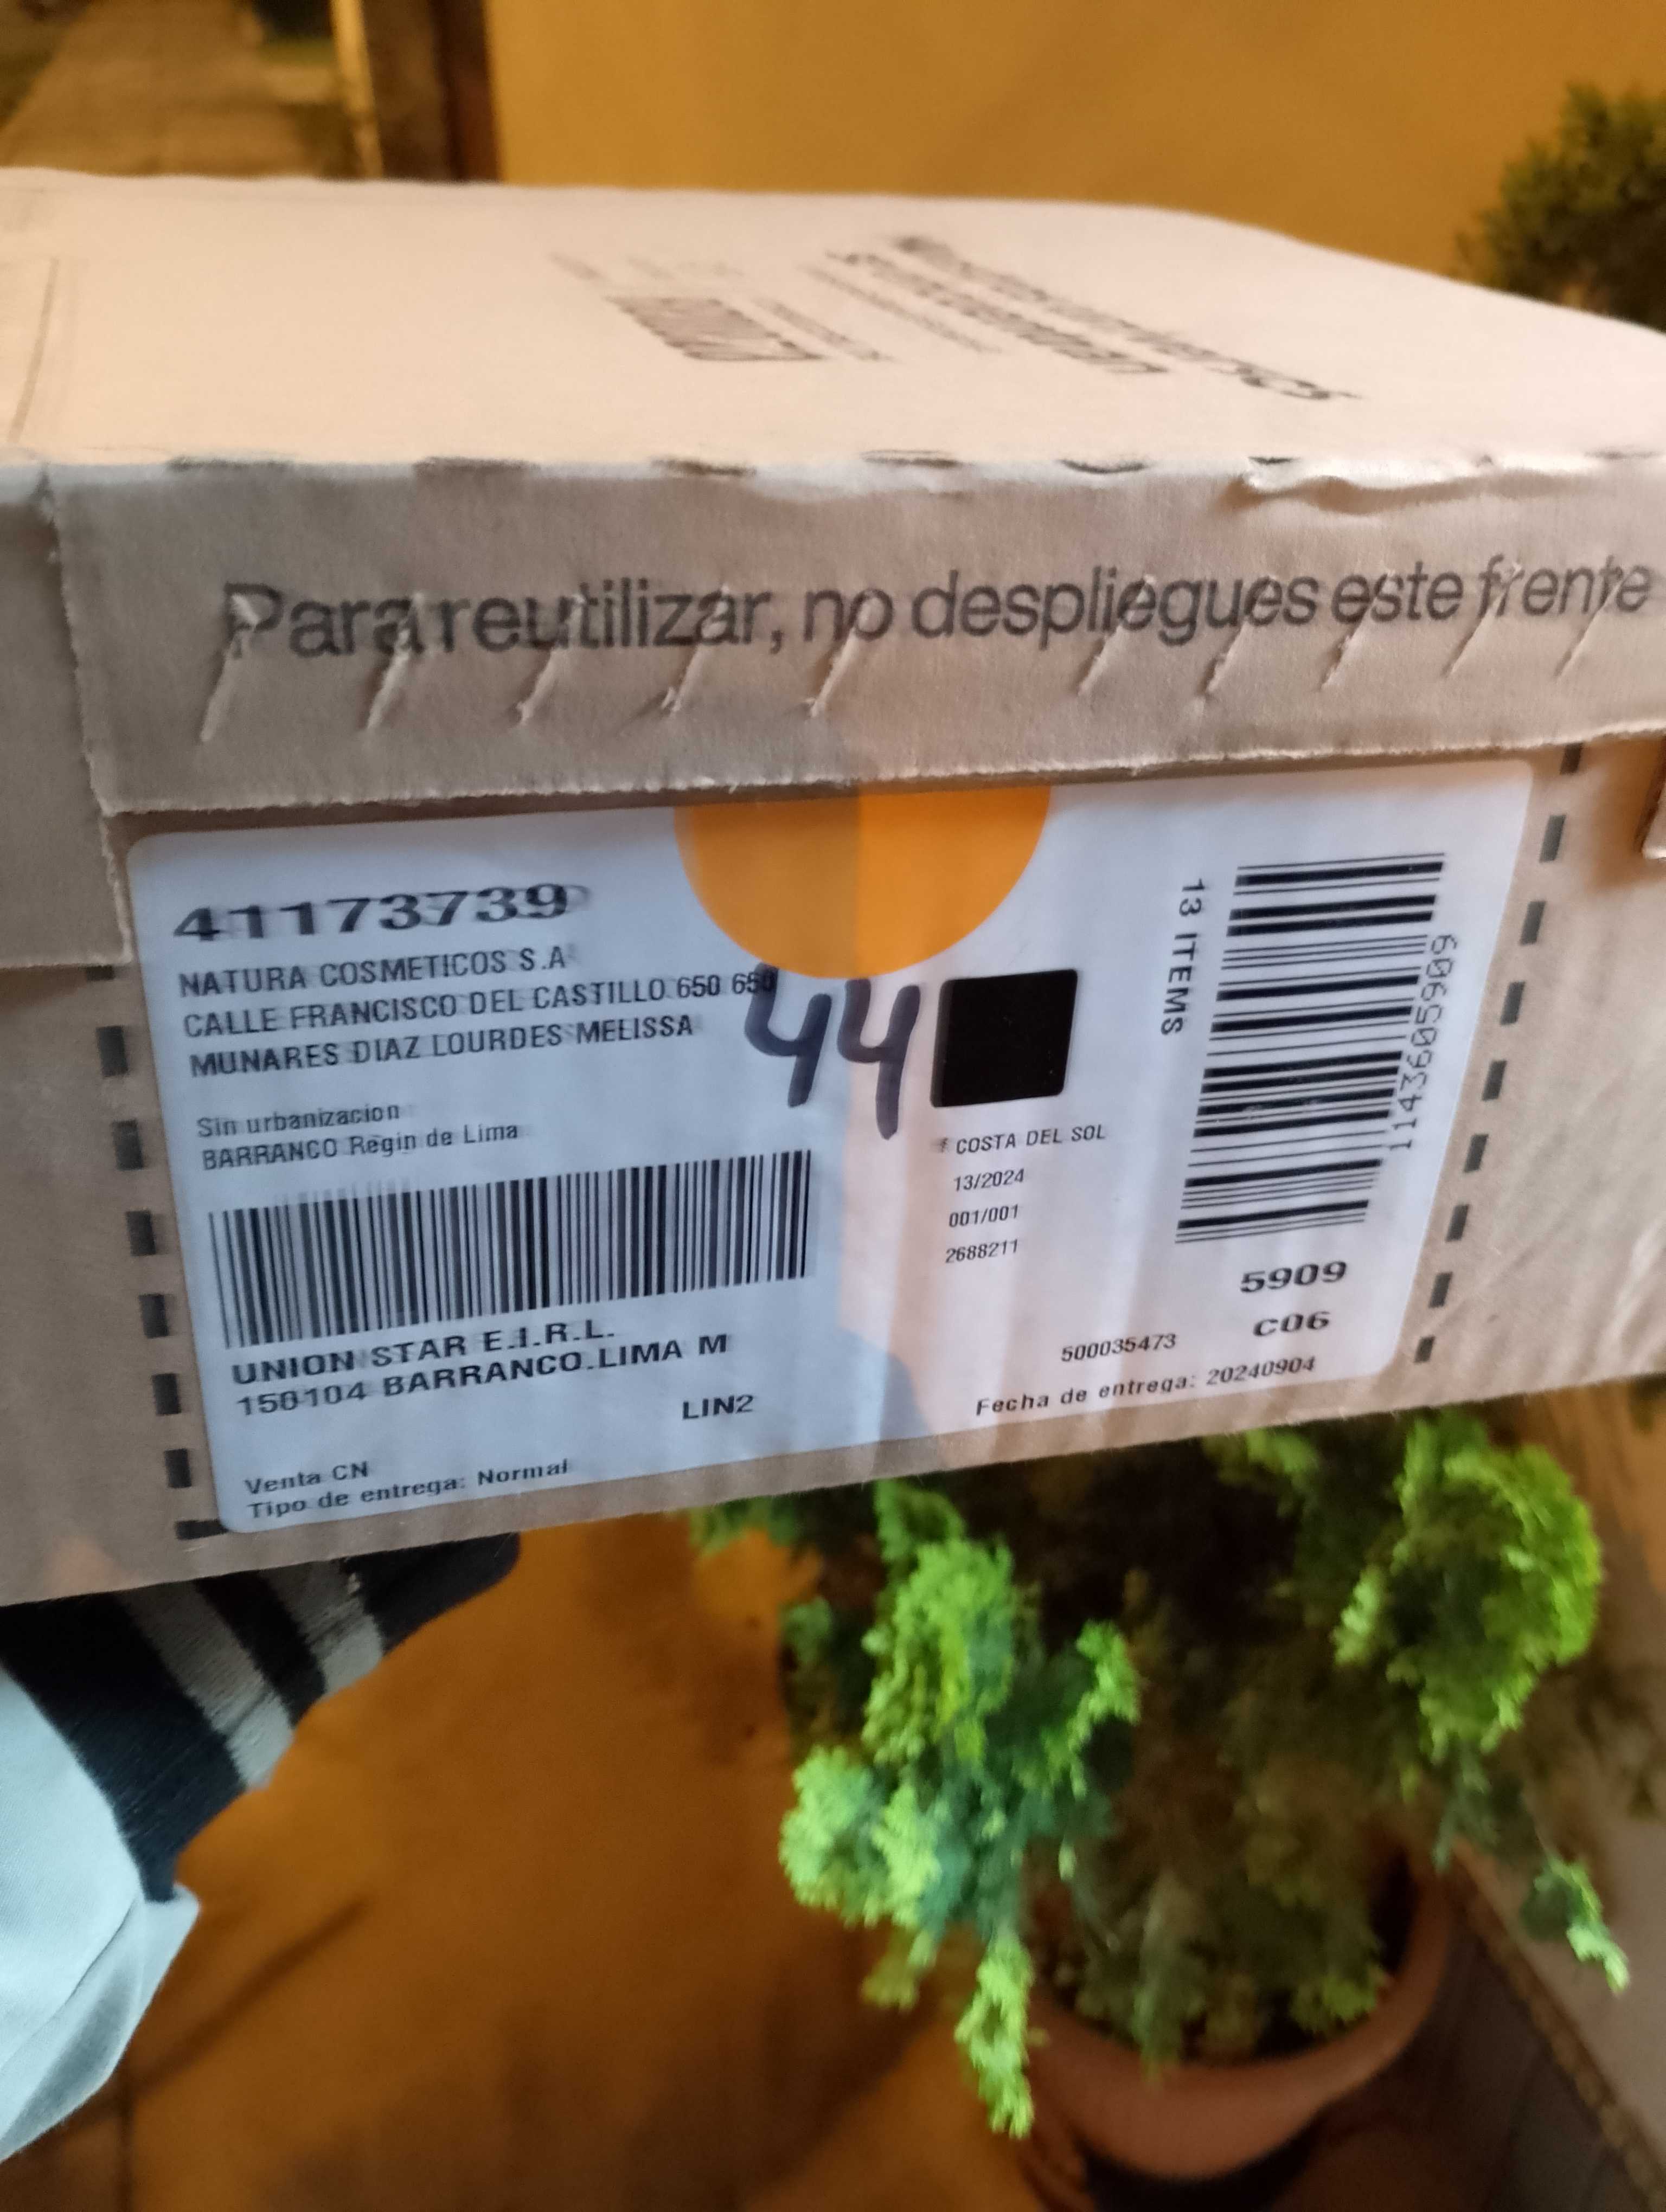 Para reutilizar, no despliegues este frente
41173739
NATURA COSMETICOS S.A
CALLE FRANCISCO DEL CASTILLO 650 650
MUNARES DIAZ LOURDES MELISSA
Sin urbanizacion
BARRANCO Regin de Lima
UNION STAR E.I.R.L.
150104 BARRANCO.LIMA M
LIN2
Venta CN
Tipo de entrega: Normal
44
COSTA DEL SOL
13/2024
001/001
2688211
13 ITEMS
1143605909
5909
C06
500035473
Fecha de entrega: 20240904